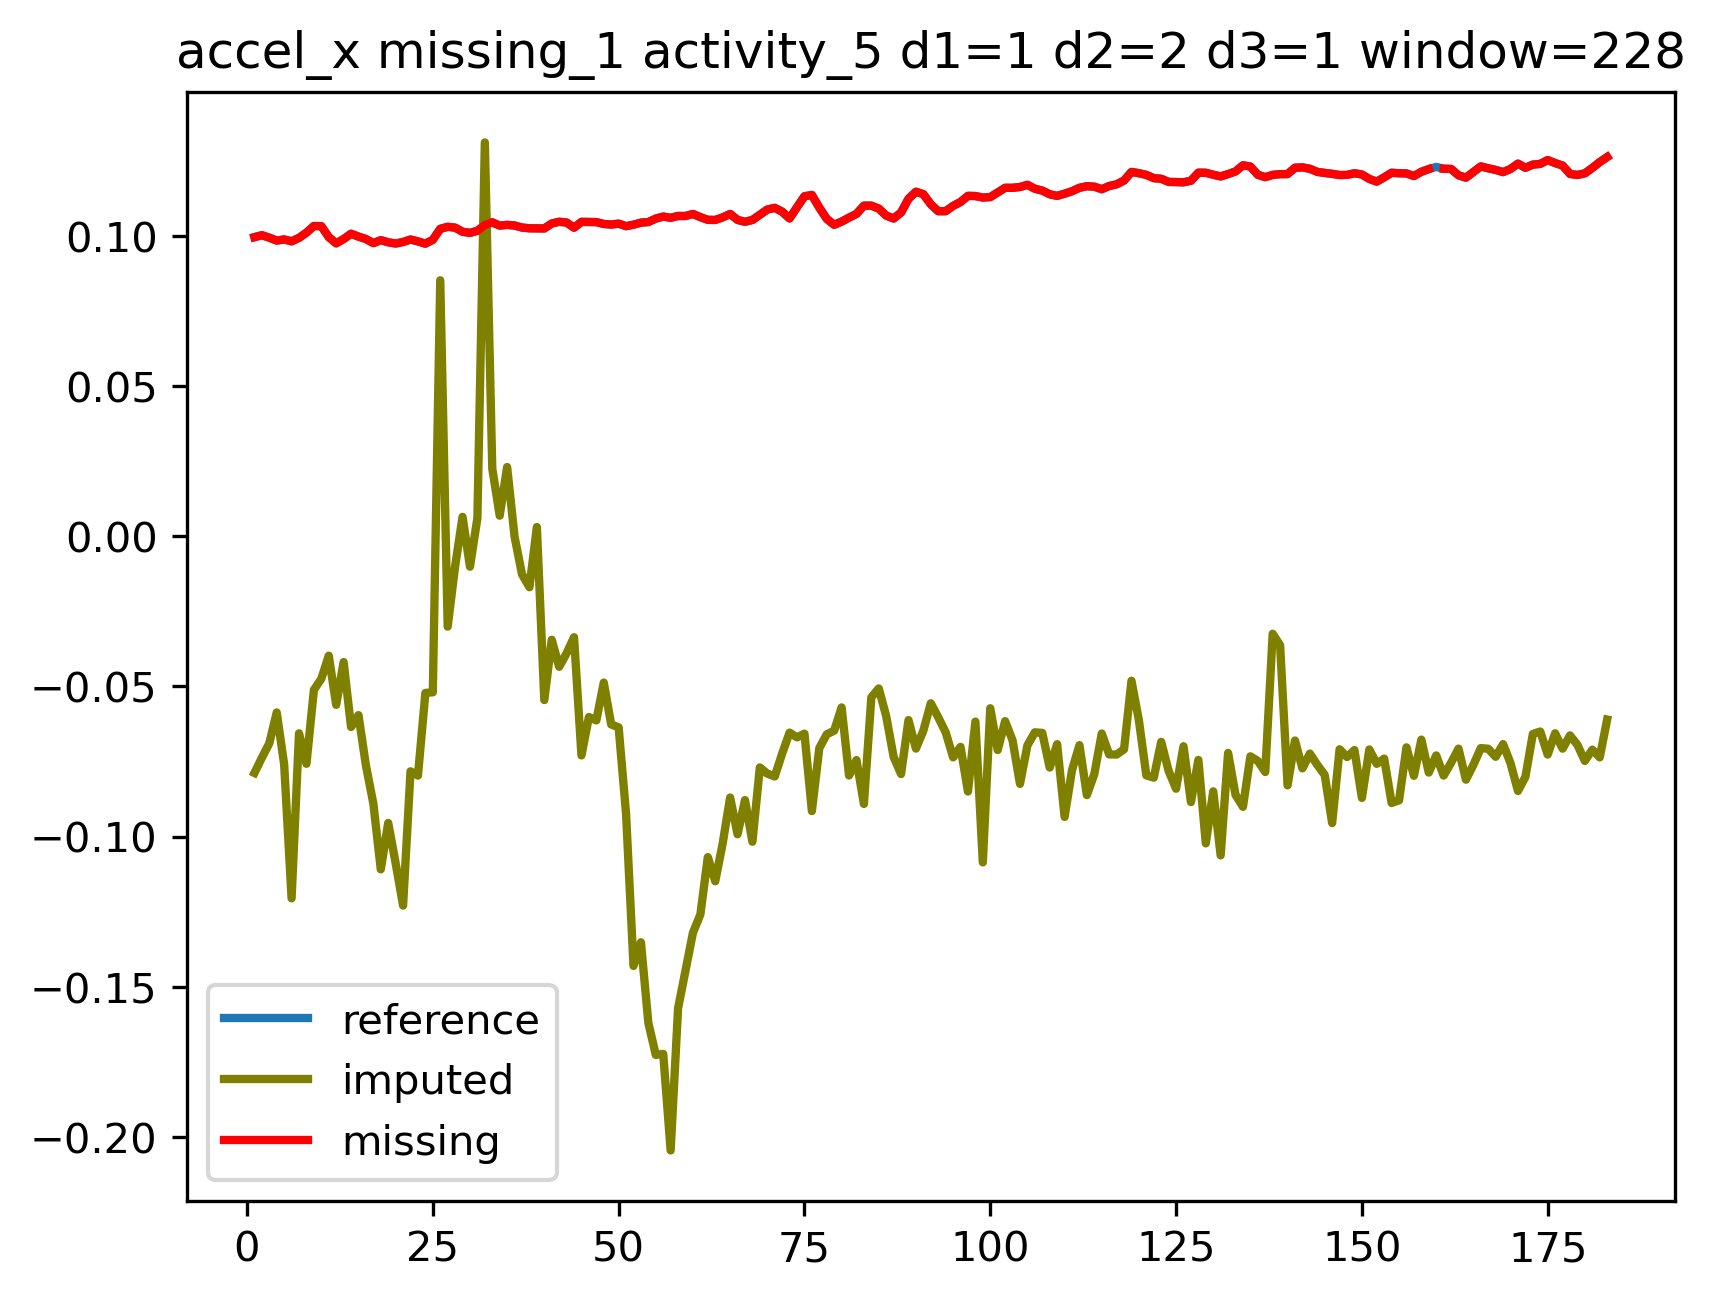 accel_x missing_1 activity_5 d1=1 d2=2 d3=1 window=228
0.10
0.05
0.00
−0.05
−0.10
−0.15
−0.20
reference
imputed
missing
0 25 50 75 100 125 150 175